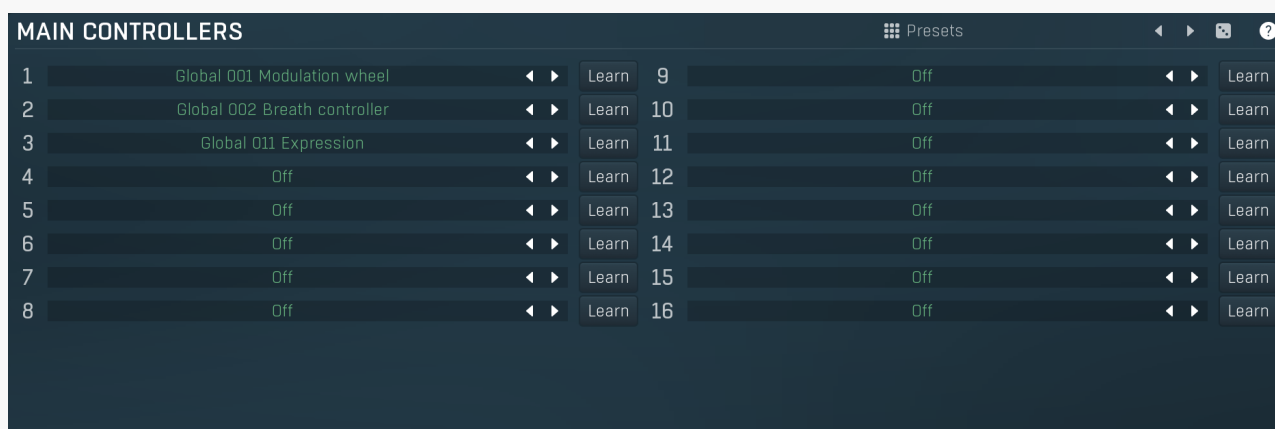 MAIN CONTROLLERS Presets ?
1 Global 001 Modulation wheel Learn 9 Off Learn
2 Global 002 Breath controller Learn 10 Off Learn
3 Global 011 Expression Learn 11 Off Learn
4 Off Learn 12 Off Learn
5 Off Learn 13 Off Learn
6 Off Learn 14 Off Learn
7 Off Learn 15 Off Learn
8 Off Learn 16 Off Learn